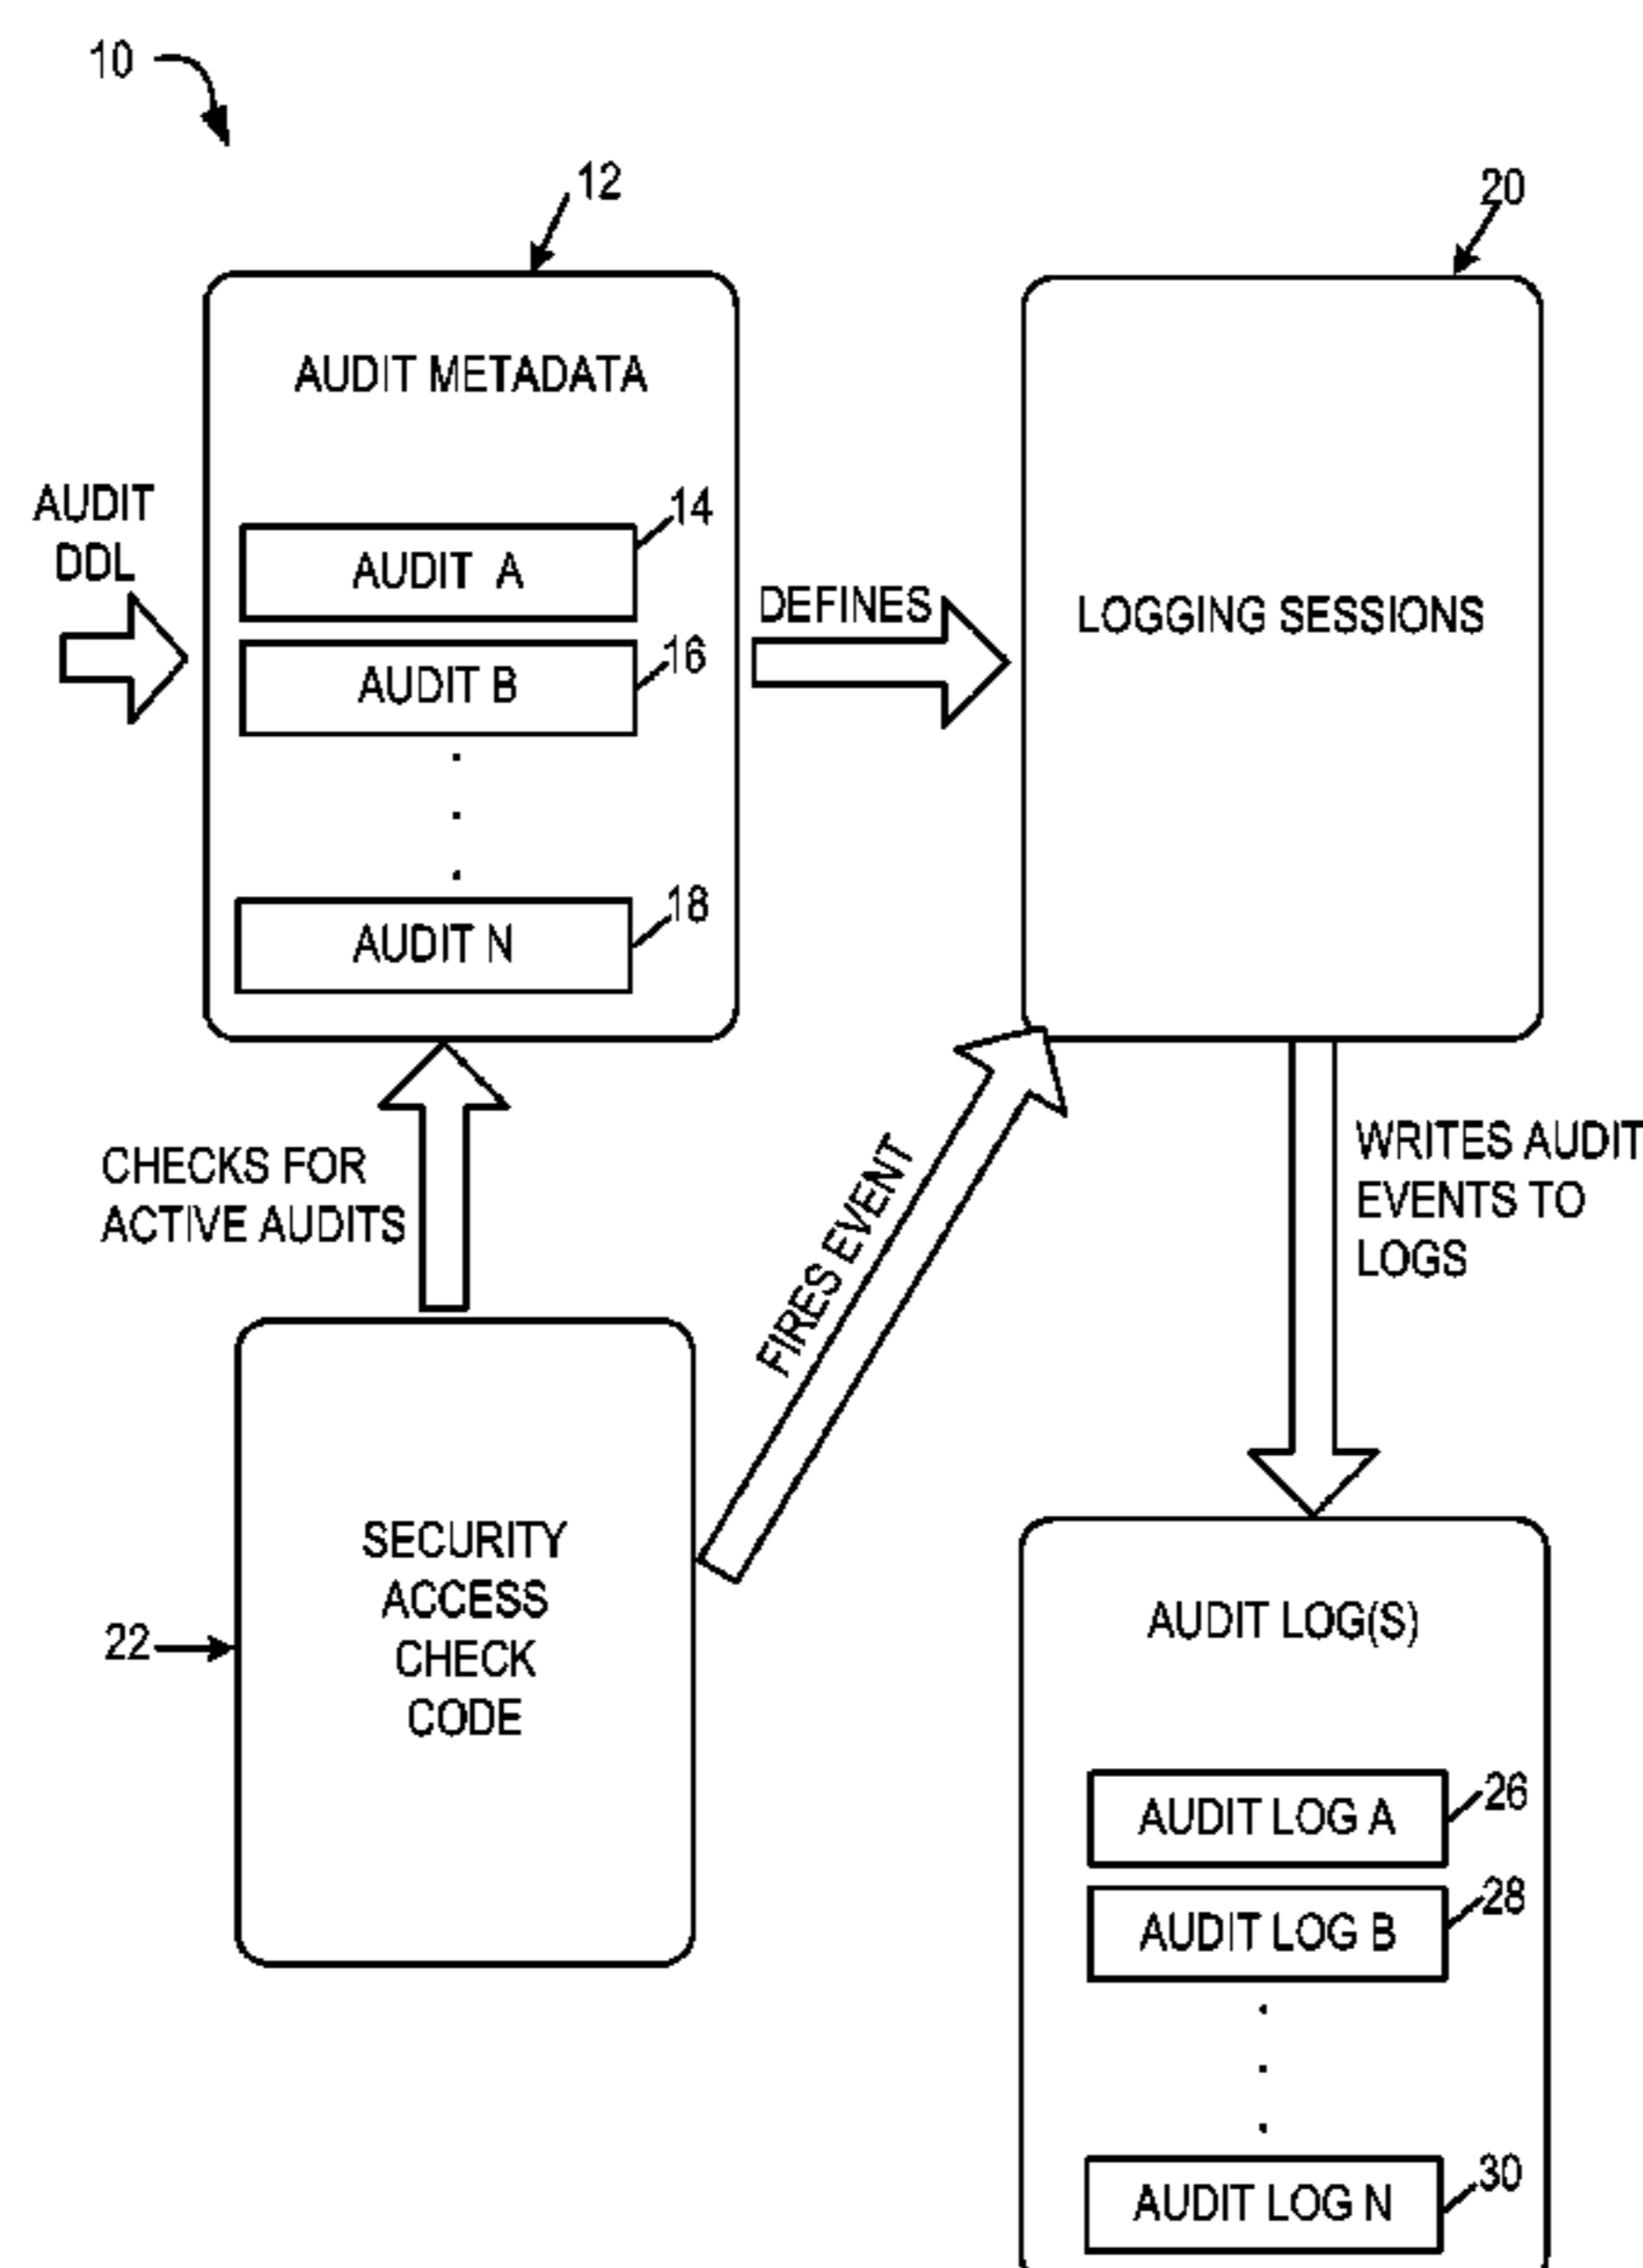 10
12
20
AUDIT METADATA
AUDIT
DDL
14
AUDIT A
16
AUDIT B
18
AUDIT N
DEFINES
LOGGING SESSIONS
CHECKS FOR
ACTIVE AUDITS
FIRES EVENT
WRITES AUDIT
EVENTS TO
LOGS
22
SECURITY
ACCESS
CHECK
CODE
AUDIT LOG(S)
26
AUDIT LOG A
28
AUDIT LOG B
30
AUDIT LOG N